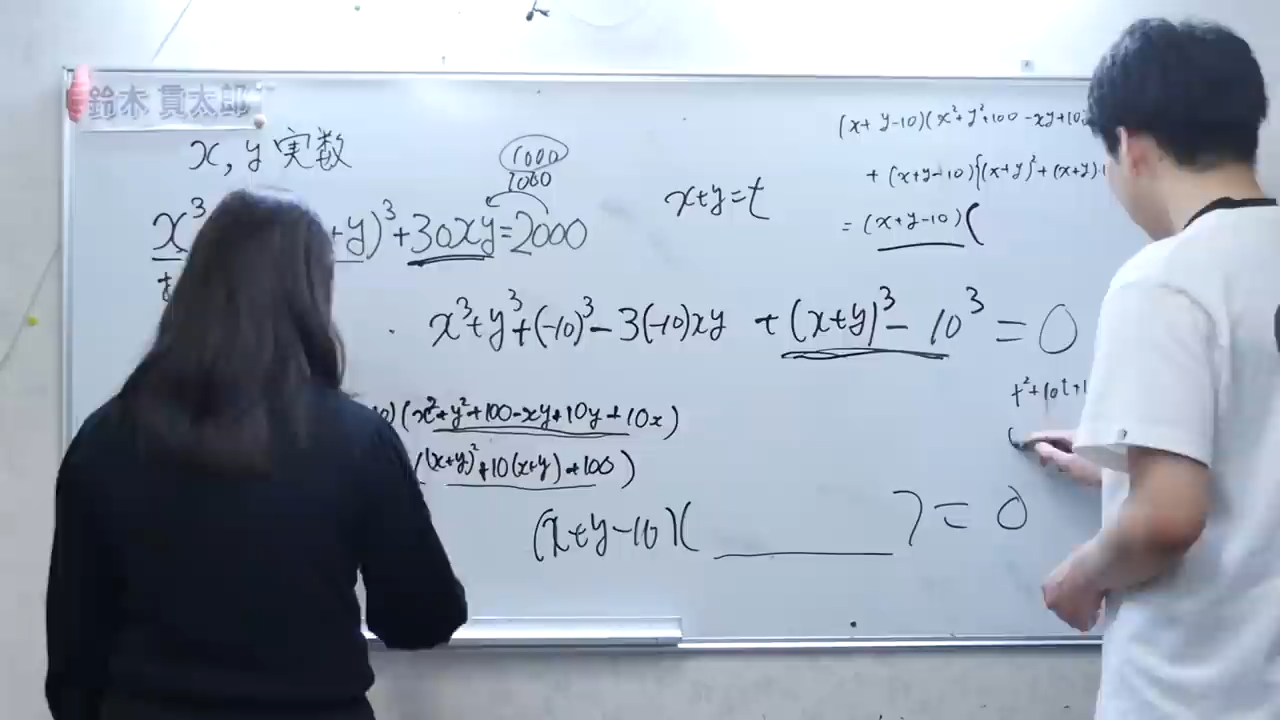 鈴木 貫太郎
x, y 実数
1000
1000
x³ +y)³+30xy=2000
x+y=t
(x+y-10)(x²+y²+100-xy+10
+(x+y-10){(x+y)²+(x+y)
=(x+y-10)(
x³+y³+(-10)³-3(-10)xy +(x+y)³-10³=0
t²+10t+1
)(x²+y²+100-xy+10y+10x)
((x+y)²+10(x+y)+100)
(x+y-10)( )=0